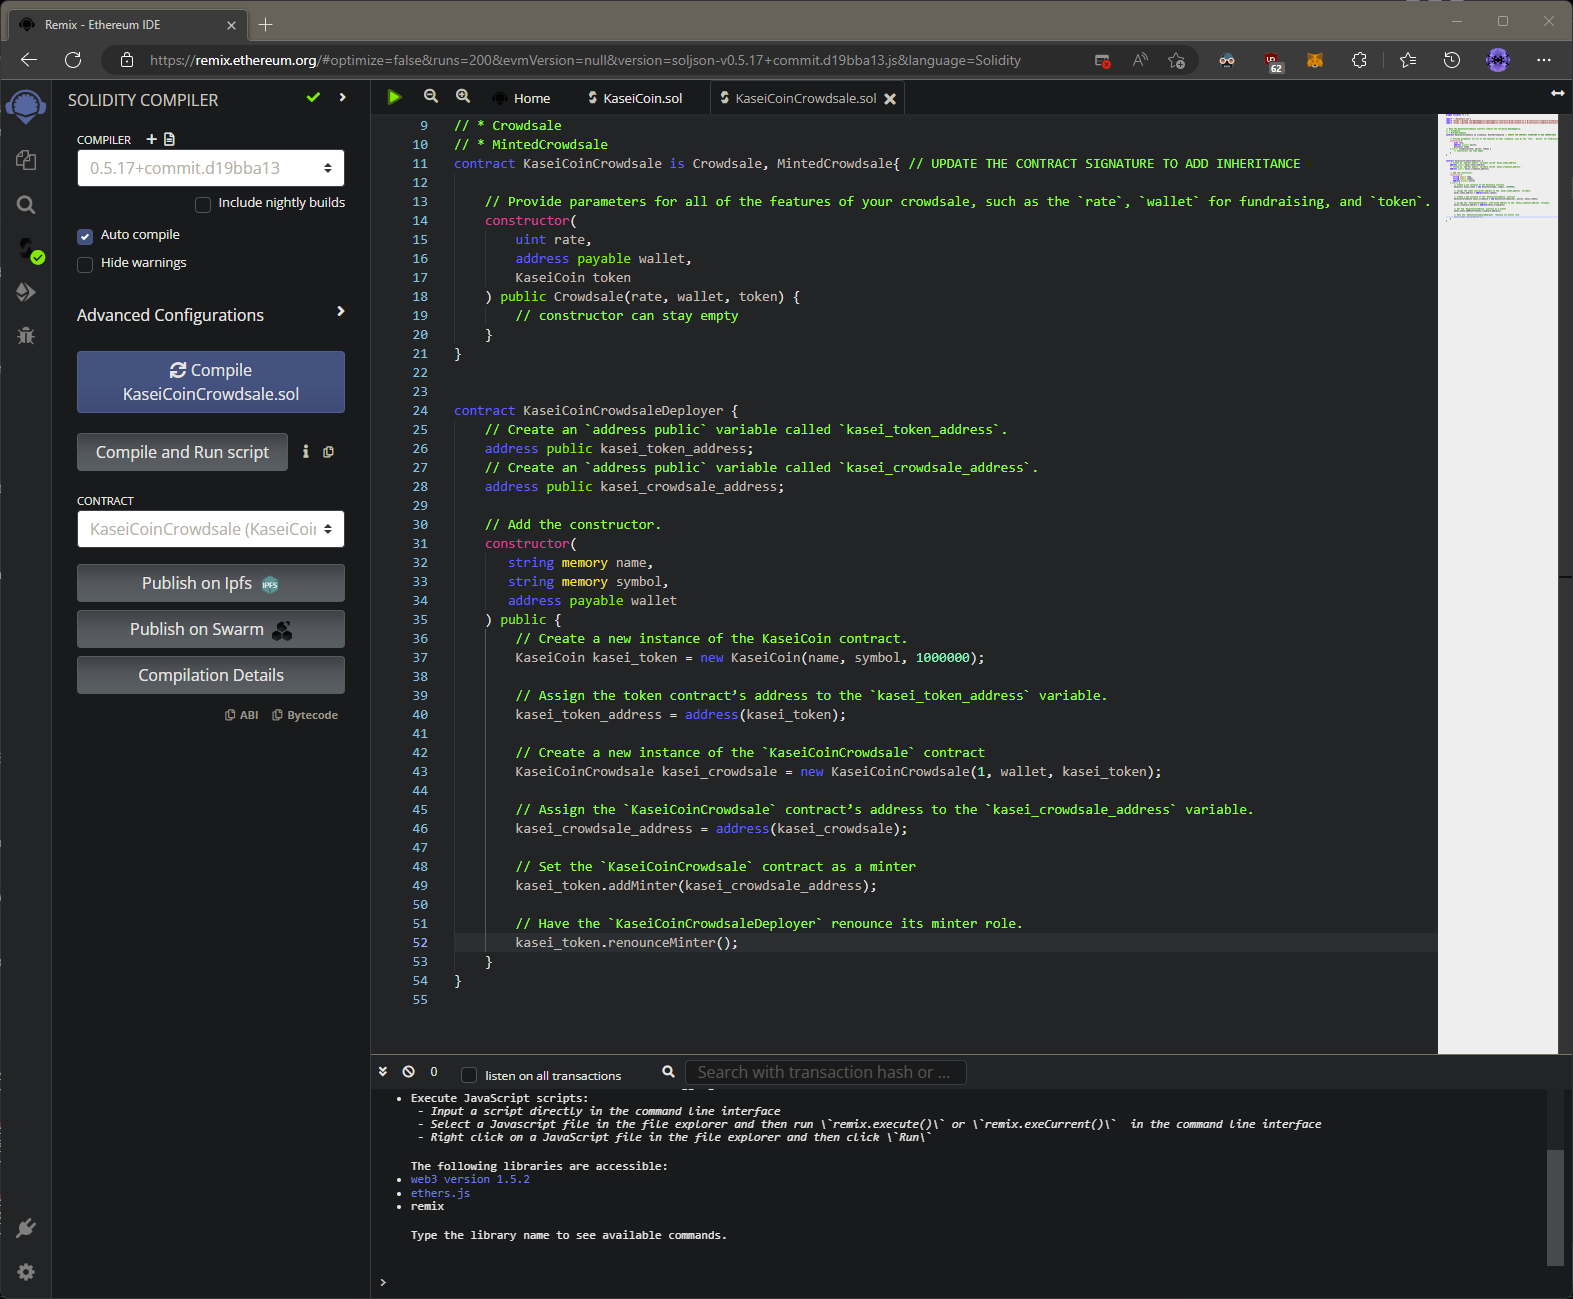 Remix - Ethereum IDE
https://remix.ethereum.org/#optimize=false&runs=200&evmVersion=null&version=soljson-v0.5.17+commit.d19bba13.js&language=Solidity
62
SOLIDITY COMPILER
COMPILER
0.5.17+commit.d19bba13
Include nightly builds
Auto compile
Hide warnings
Advanced Configurations
Compile
KaseiCoinCrowdsale.sol
Compile and Run script
CONTRACT
KaseiCoinCrowdsale (KaseiCoin
Publish on Ipfs
IPFS
Publish on Swarm
Compilation Details
ABI
Bytecode
Home
KaseiCoin.sol
KaseiCoinCrowdsale.sol
9 // * Crowdsale
10 // * MintedCrowdsale
11 contract KaseiCoinCrowdsale is Crowdsale, MintedCrowdsale{ // UPDATE THE CONTRACT SIGNATURE TO ADD INHERITANCE
12
13 // Provide parameters for all of the features of your crowdsale, such as the `rate`, `wallet` for fundraising, and `token`.
14 constructor(
15 uint rate,
16 address payable wallet,
17 KaseiCoin token
18 ) public Crowdsale(rate, wallet, token) {
19 // constructor can stay empty
20 }
21 }
22
23
24 contract KaseiCoinCrowdsaleDeployer {
25 // Create an `address public` variable called `kasei_token_address`.
26 address public kasei_token_address;
27 // Create an `address public` variable called `kasei_crowdsale_address`.
28 address public kasei_crowdsale_address;
29
30 // Add the constructor.
31 constructor(
32 string memory name,
33 string memory symbol,
34 address payable wallet
35 ) public {
36 // Create a new instance of the KaseiCoin contract.
37 KaseiCoin kasei_token = new KaseiCoin(name, symbol, 1000000);
38
39 // Assign the token contract’s address to the `kasei_token_address` variable.
40 kasei_token_address = address(kasei_token);
41
42 // Create a new instance of the `KaseiCoinCrowdsale` contract
43 KaseiCoinCrowdsale kasei_crowdsale = new KaseiCoinCrowdsale(1, wallet, kasei_token);
44
45 // Assign the `KaseiCoinCrowdsale` contract’s address to the `kasei_crowdsale_address` variable.
46 kasei_crowdsale_address = address(kasei_crowdsale);
47
48 // Set the `KaseiCoinCrowdsale` contract as a minter
49 kasei_token.addMinter(kasei_crowdsale_address);
50
51 // Have the `KaseiCoinCrowdsaleDeployer` renounce its minter role.
52 kasei_token.renounceMinter();
53 }
54 }
55
0
listen on all transactions
Search with transaction hash or ...
• Execute JavaScript scripts:
- Input a script directly in the command line interface
- Select a Javascript file in the file explorer and then run \`remix.execute()\` or \`remix.exeCurrent()\` in the command line interface
- Right click on a JavaScript file in the file explorer and then click \`Run\`
The following libraries are accessible:
• web3 version 1.5.2
• ethers.js
• remix
Type the library name to see available commands.
>